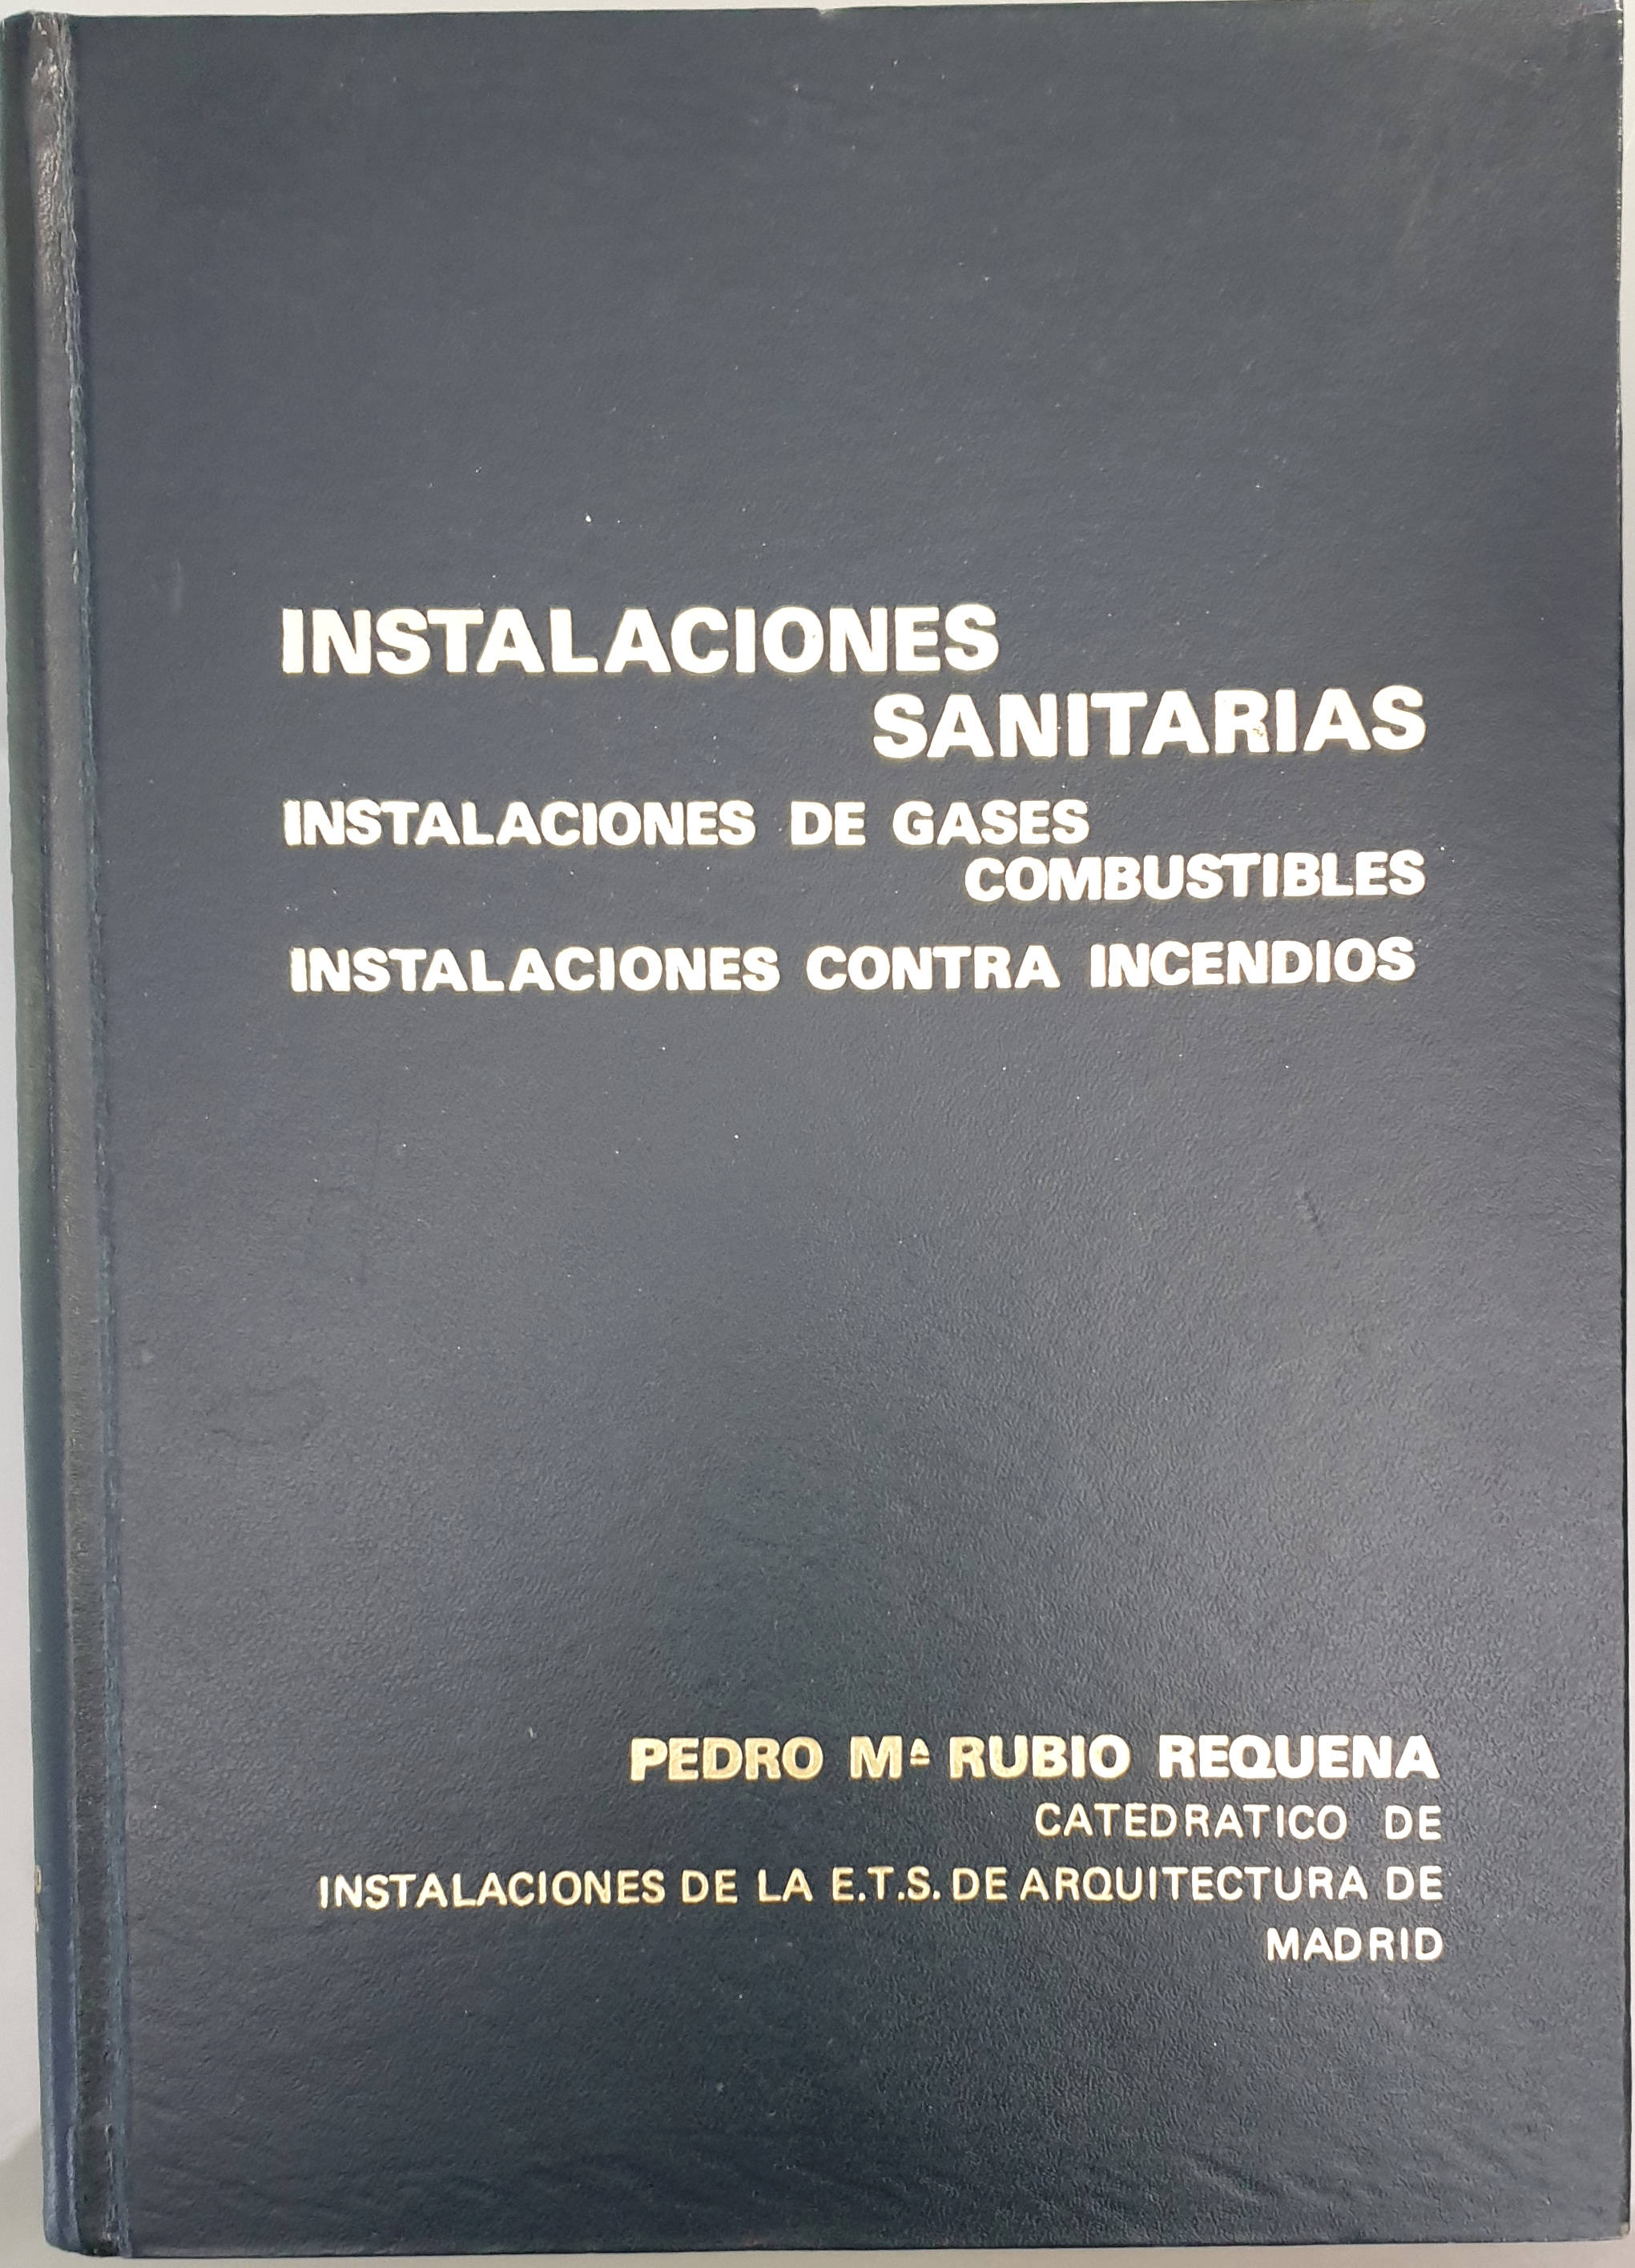 INSTALACIONES
SANITARIAS
INSTALACIONES DE GASES
COMBUSTIBLES
INSTALACIONES CONTRA INCENDIOS
PEDRO Mª RUBIO REQUENA
CATEDRATICO DE
INSTALACIONES DE LA E.T.S. DE ARQUITECTURA DE
MADRID